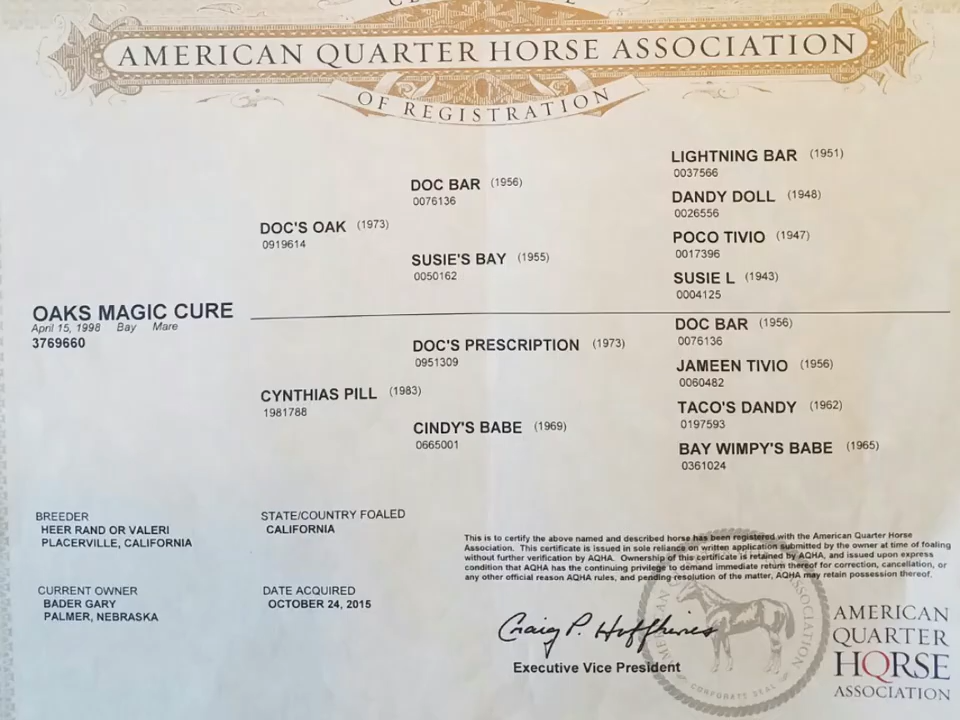 AMERICAN QUARTER HORSE ASSOCIATION
OF REGISTRATION
LIGHTNING BAR (1951)
0037566
DOC BAR (1956)
0076136
DANDY DOLL (1948)
0026556
DOC'S OAK (1973)
0919614
POCO TIVIO (1947)
0017396
SUSIE'S BAY (1955)
0050162
SUSIE L (1943)
0004125
OAKS MAGIC CURE
April 15, 1998 Bay Mare
3769660
DOC BAR (1956)
0076136
DOC'S PRESCRIPTION (1973)
0951309
JAMEEN TIVIO (1956)
0060482
CYNTHIAS PILL (1983)
1981788
TACO'S DANDY (1962)
0197593
CINDY'S BABE (1969)
0665001
BAY WIMPY'S BABE (1965)
0361024
BREEDER
HEER RAND OR VALERI
PLACERVILLE, CALIFORNIA
STATE/COUNTRY FOALED
CALIFORNIA
CURRENT OWNER
BADER GARY
PALMER, NEBRASKA
DATE ACQUIRED
OCTOBER 24, 2015
This is to certify the above named and described horse has been registered with the American Quarter Horse
Association. This certificate is issued in sole reliance on written application submitted by the owner at time of foaling
without further verification by AQHA. Ownership of this certificate is retained by AQHA, and issued upon express
condition that AQHA has the continuing privilege to demand immediate return thereof for correction, cancellation, or
any other official reason AQHA rules, and pending resolution of the matter, AQHA may retain possession thereof.
Craig P. Huffhines
Executive Vice President
CORPORATE SEAL
AMERICAN
QUARTER
HORSE
ASSOCIATION